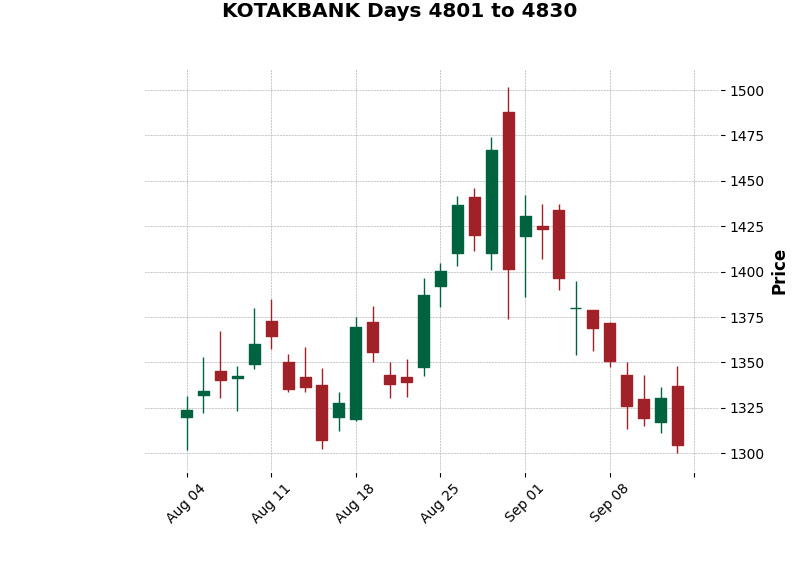 KOTAKBANK Days 4801 to 4830
1500
1475
1450
1425
1400
1375
1350
1325
1300
Price
Aug 04
Aug 11
Aug 18
Aug 25
Sep 01
Sep 08